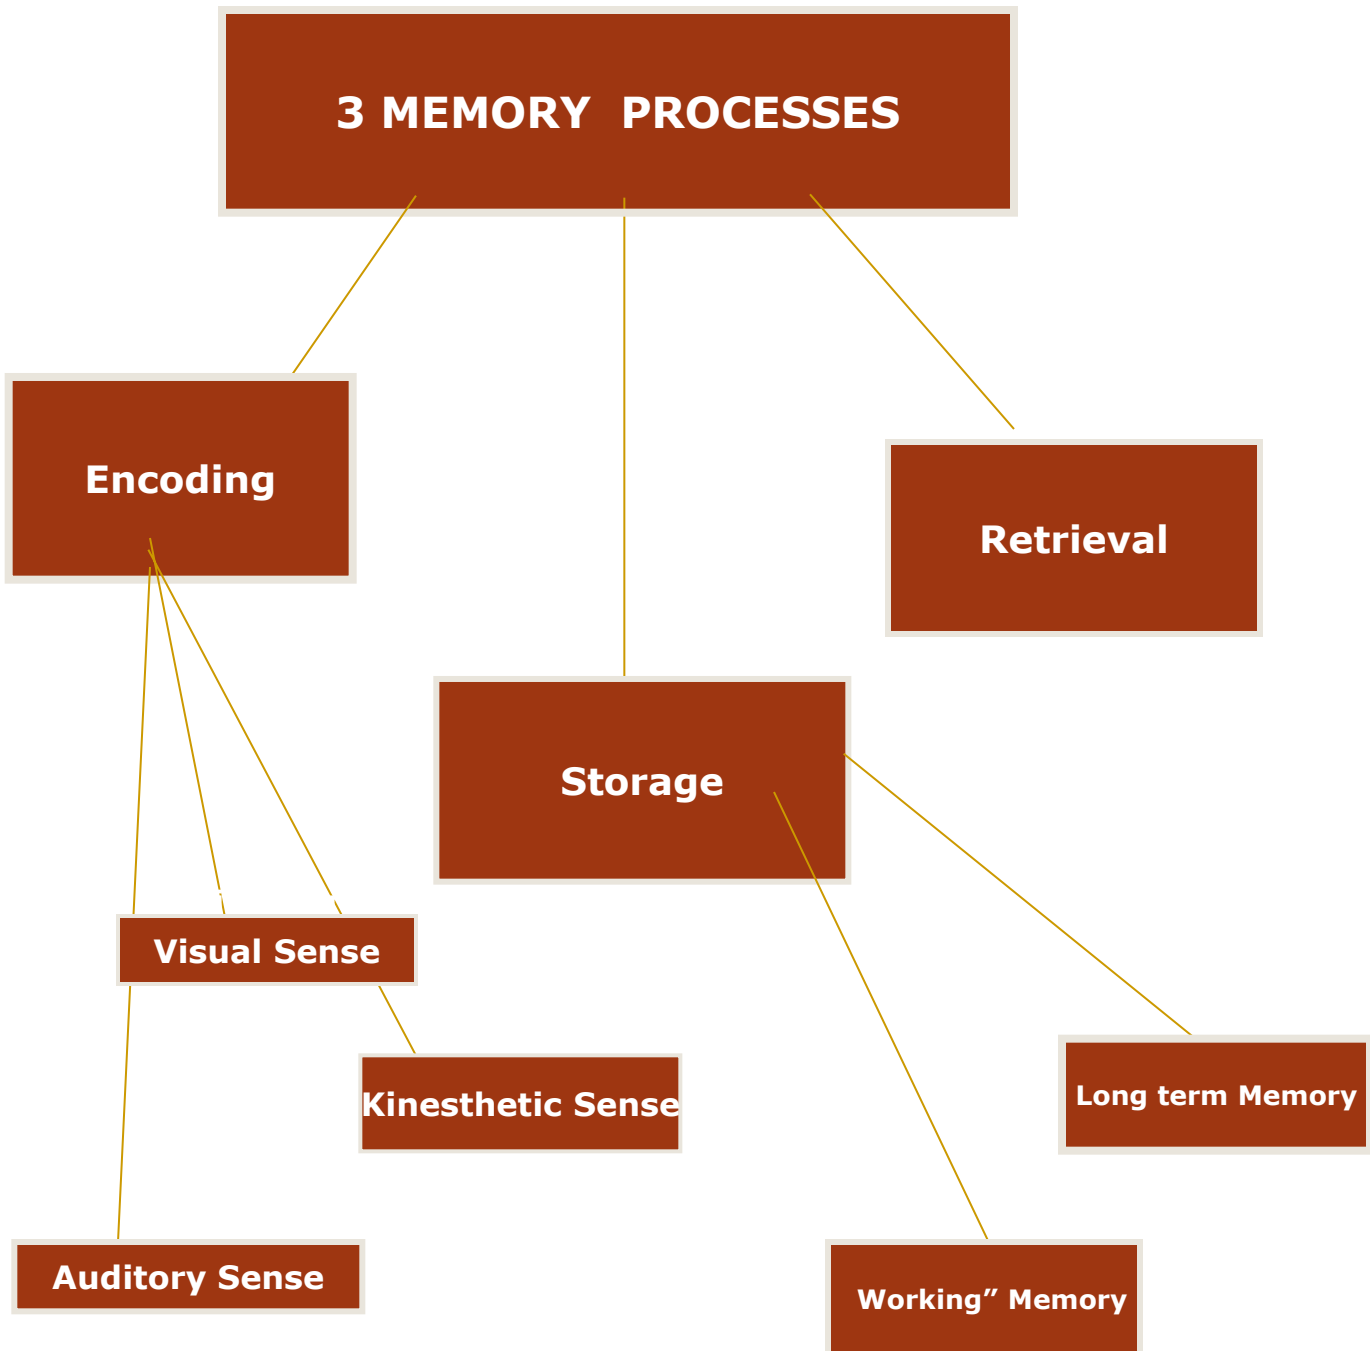 3 MEMORY PROCESSES
Encoding
Retrieval
Storage
Visual Sense
Kinesthetic Sense
Long term Memory
Auditory Sense
Working” Memory